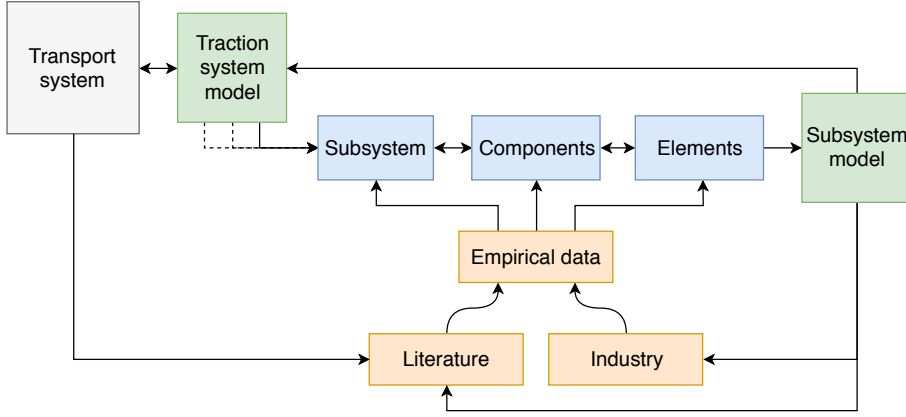 Transport
system
Traction
system
model
Subsystem
Components
Elements
Subsystem
model
Empirical data
Literature
Industry